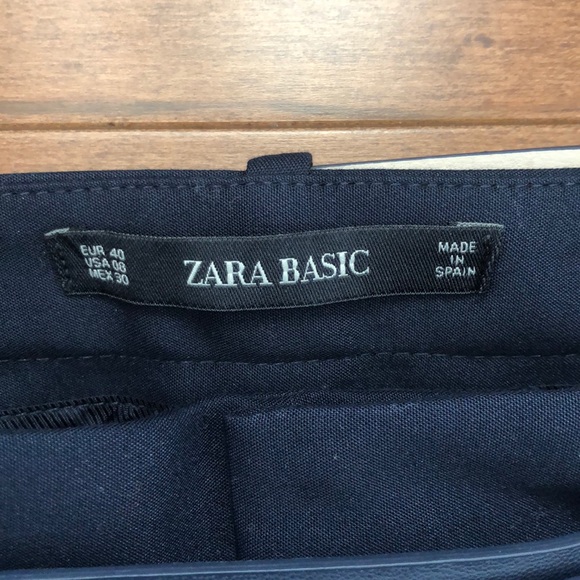 EUR 40
USA 08
MEX 30
ZARA BASIC
MADE
IN
SPAIN